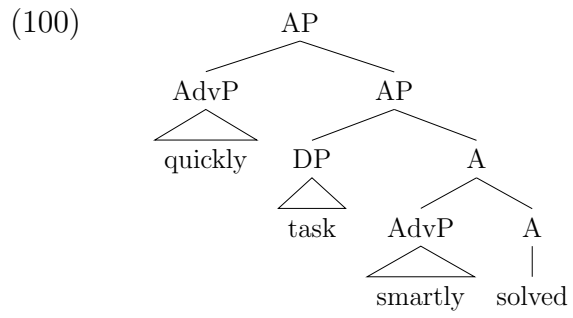 (100) AP
AdvP AP
quickly DP A
task AdvP A
smartly solved